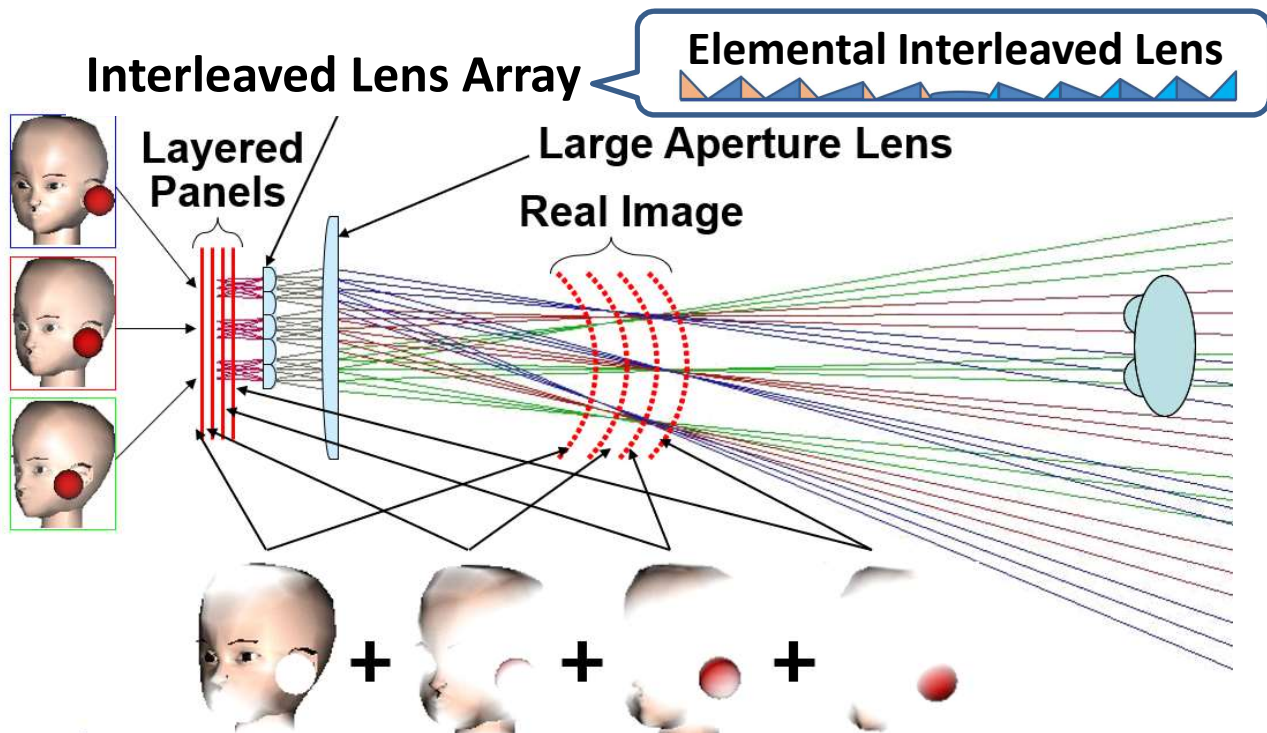 Elemental Interleaved Lens
Interleaved Lens Array
Layered
Panels
Large Aperture Lens
Real Image
+ + +